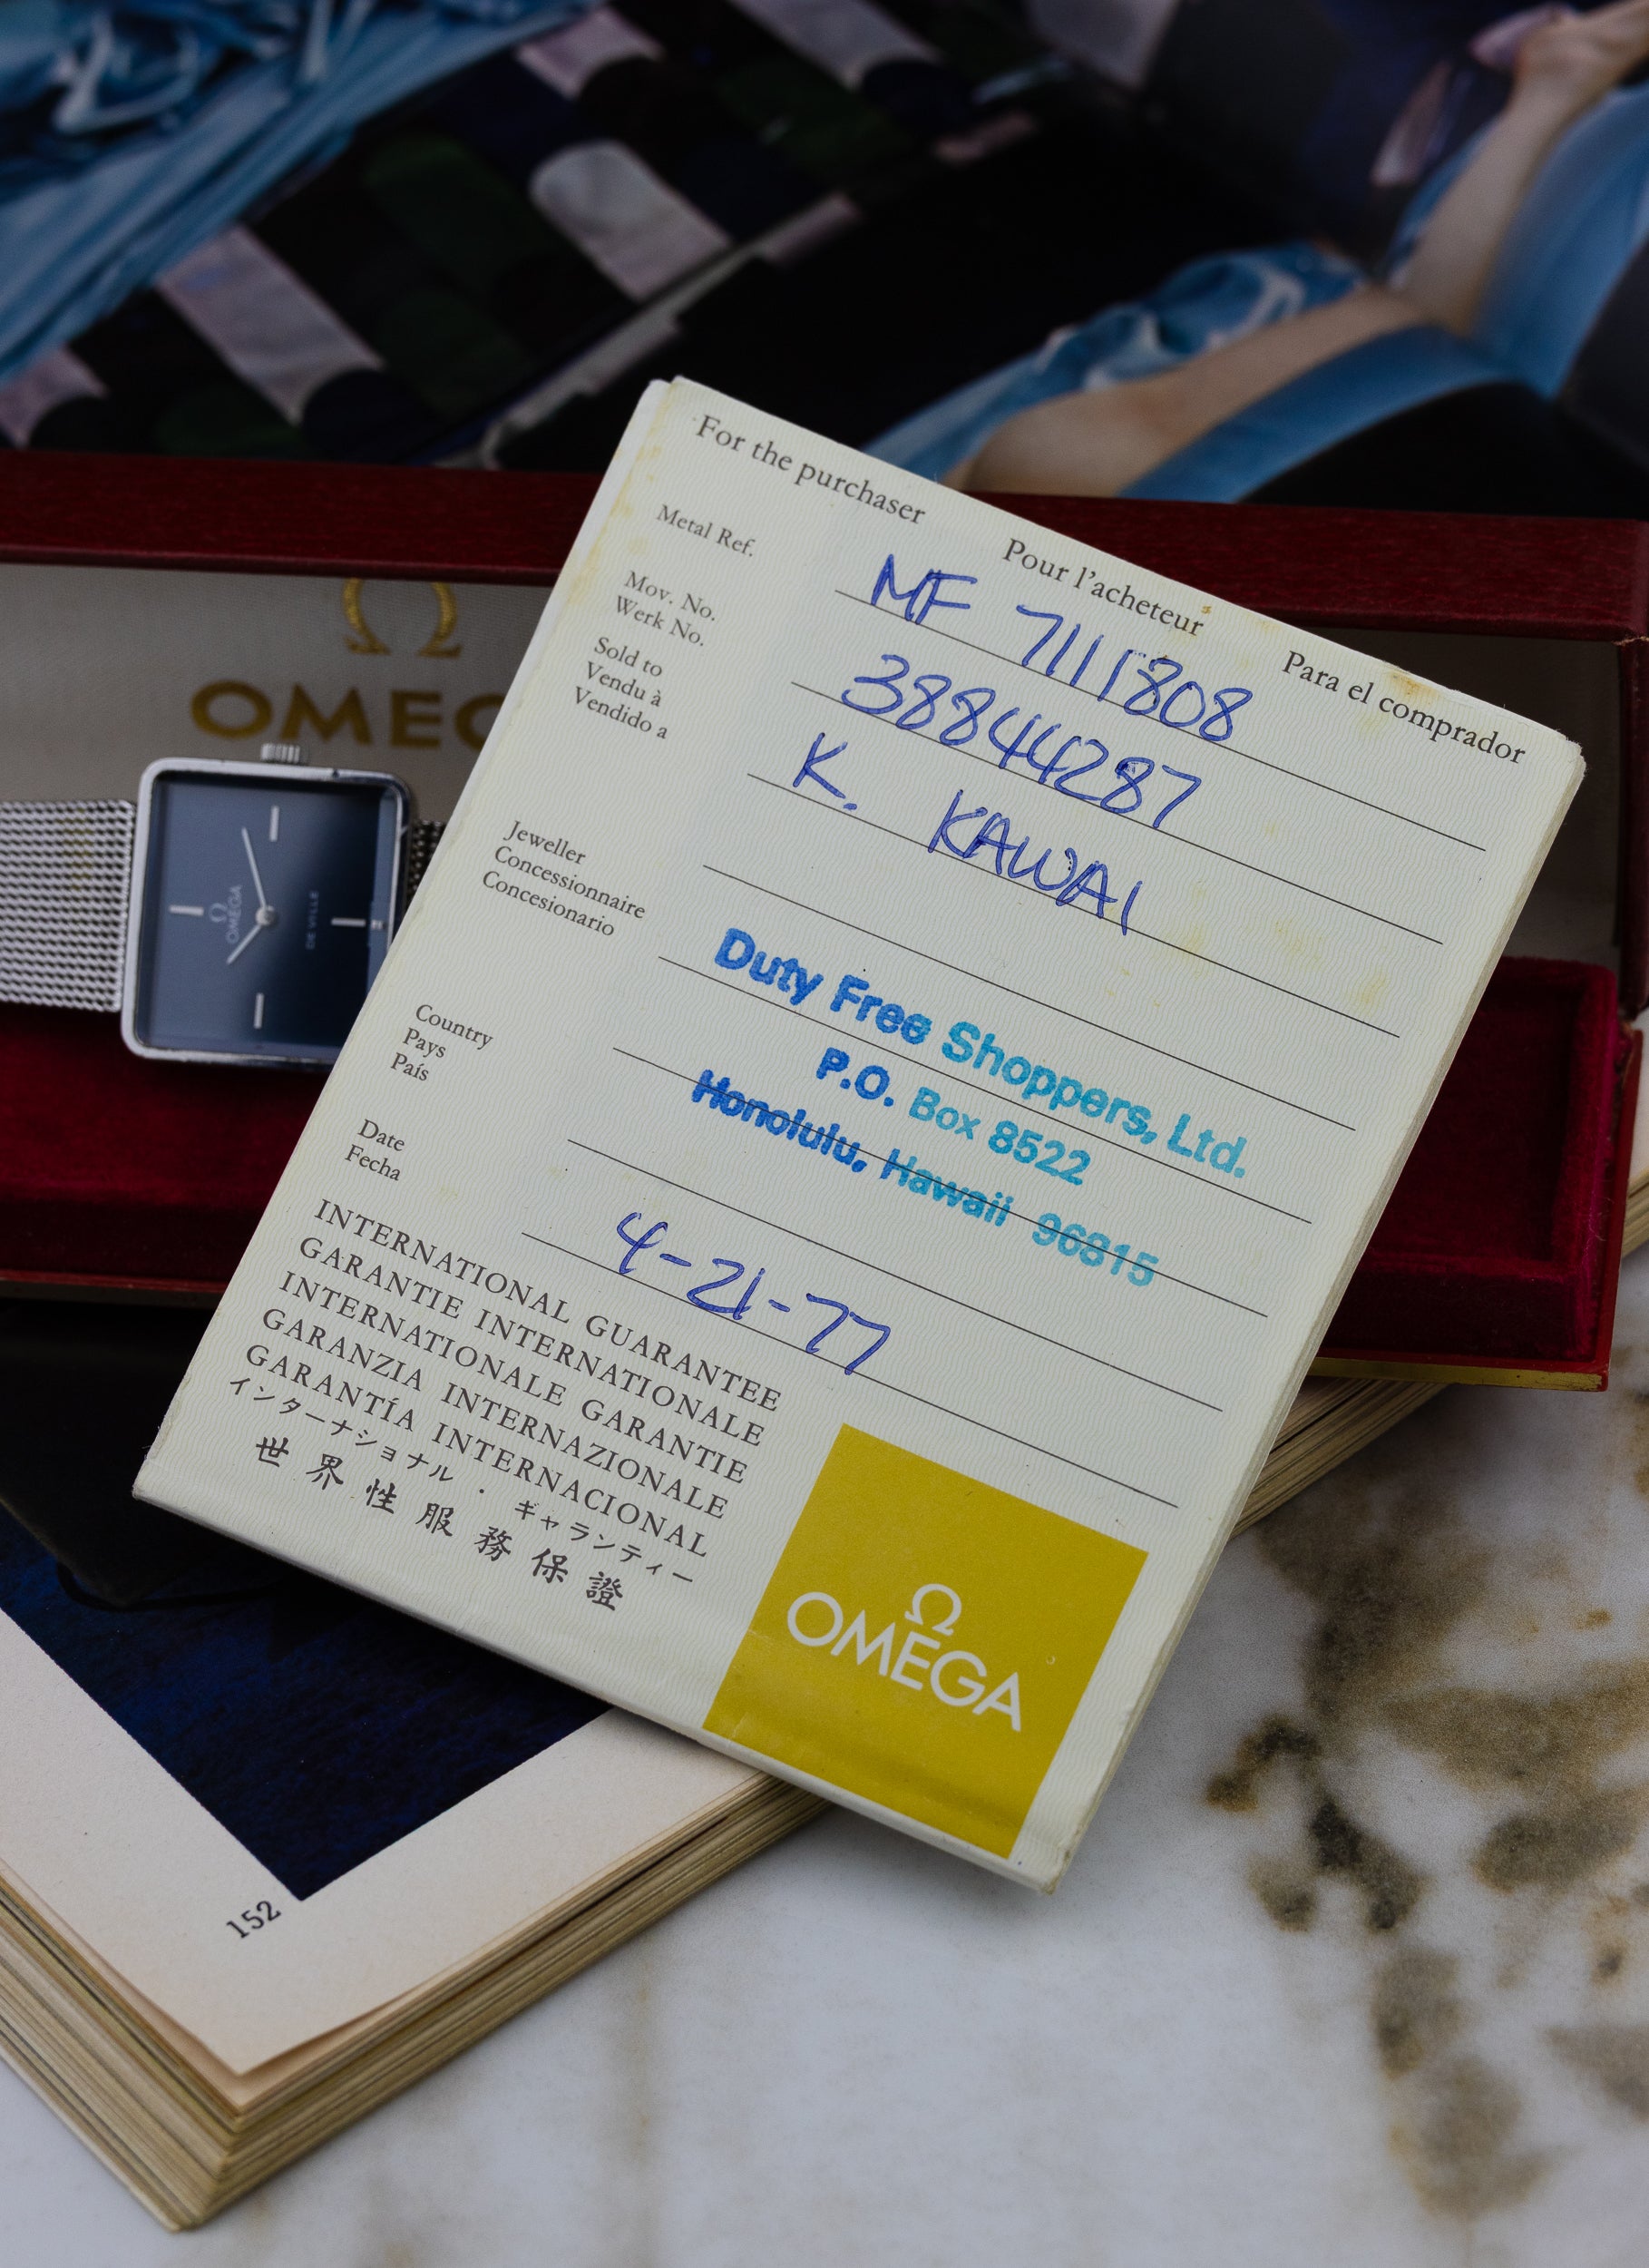 For the purchaser Pour l'acheteur Para el comprador
Metal Ref. MF 7111808
Mov. No.
Werk No. 38844287
Sold to
Vendu à
Vendido a
K. KAWAI
Jeweller
Concessionnaire
Concesionario
Duty Free Shoppers, Ltd.
P.O. Box 8522
Honolulu, Hawaii 96815
Country
Pays
País
Date
Fecha
4-21-77
INTERNATIONAL GUARANTEE
GARANTIE INTERNATIONALE
INTERNATIONALE GARANTIE
GARANZIA INTERNAZIONALE
GARANTÍA INTERNACIONAL
インターナショナル・ギャランティー
世界性服務保證
Ω
OMEGA
Ω
OMEG
Ω
OMEGA
DE VILLE
152